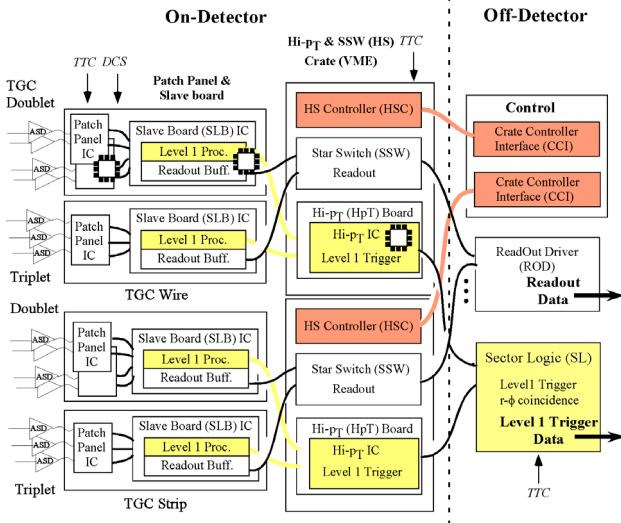 On-Detector
Off-Detector
Hi-pT & SSW (HS)
Crate (VME)
TTC
TTC
DCS
Patch Panel &
Slave board
TGC
Doublet
ASD
ASD
Patch
Panel
IC
Slave Board (SLB) IC
Level 1 Proc.
Readout Buff.
ASD
ASD
ASD
Patch
Panel
IC
Slave Board (SLB) IC
Level 1 Proc.
Readout Buff.
Triplet
TGC Wire
HS Controller (HSC)
Star Switch (SSW)
Readout
Hi-pT (HpT) Board
Hi-pT IC
Level 1 Trigger
Control
Crate Controller
Interface (CCI)
Crate Controller
Interface (CCI)
ReadOut Driver
(ROD)
Readout
Data
Doublet
ASD
ASD
Patch
Panel
IC
Slave Board (SLB) IC
Level 1 Proc.
Readout Buff.
ASD
ASD
ASD
Patch
Panel
IC
Slave Board (SLB) IC
Level 1 Proc.
Readout Buff.
Triplet
TGC Strip
HS Controller (HSC)
Star Switch (SSW)
Readout
Hi-pT (HpT) Board
Hi-pT IC
Level 1 Trigger
Sector Logic (SL)
Level1 Trigger
r-ϕ coincidence
Level 1 Trigger
Data
TTC